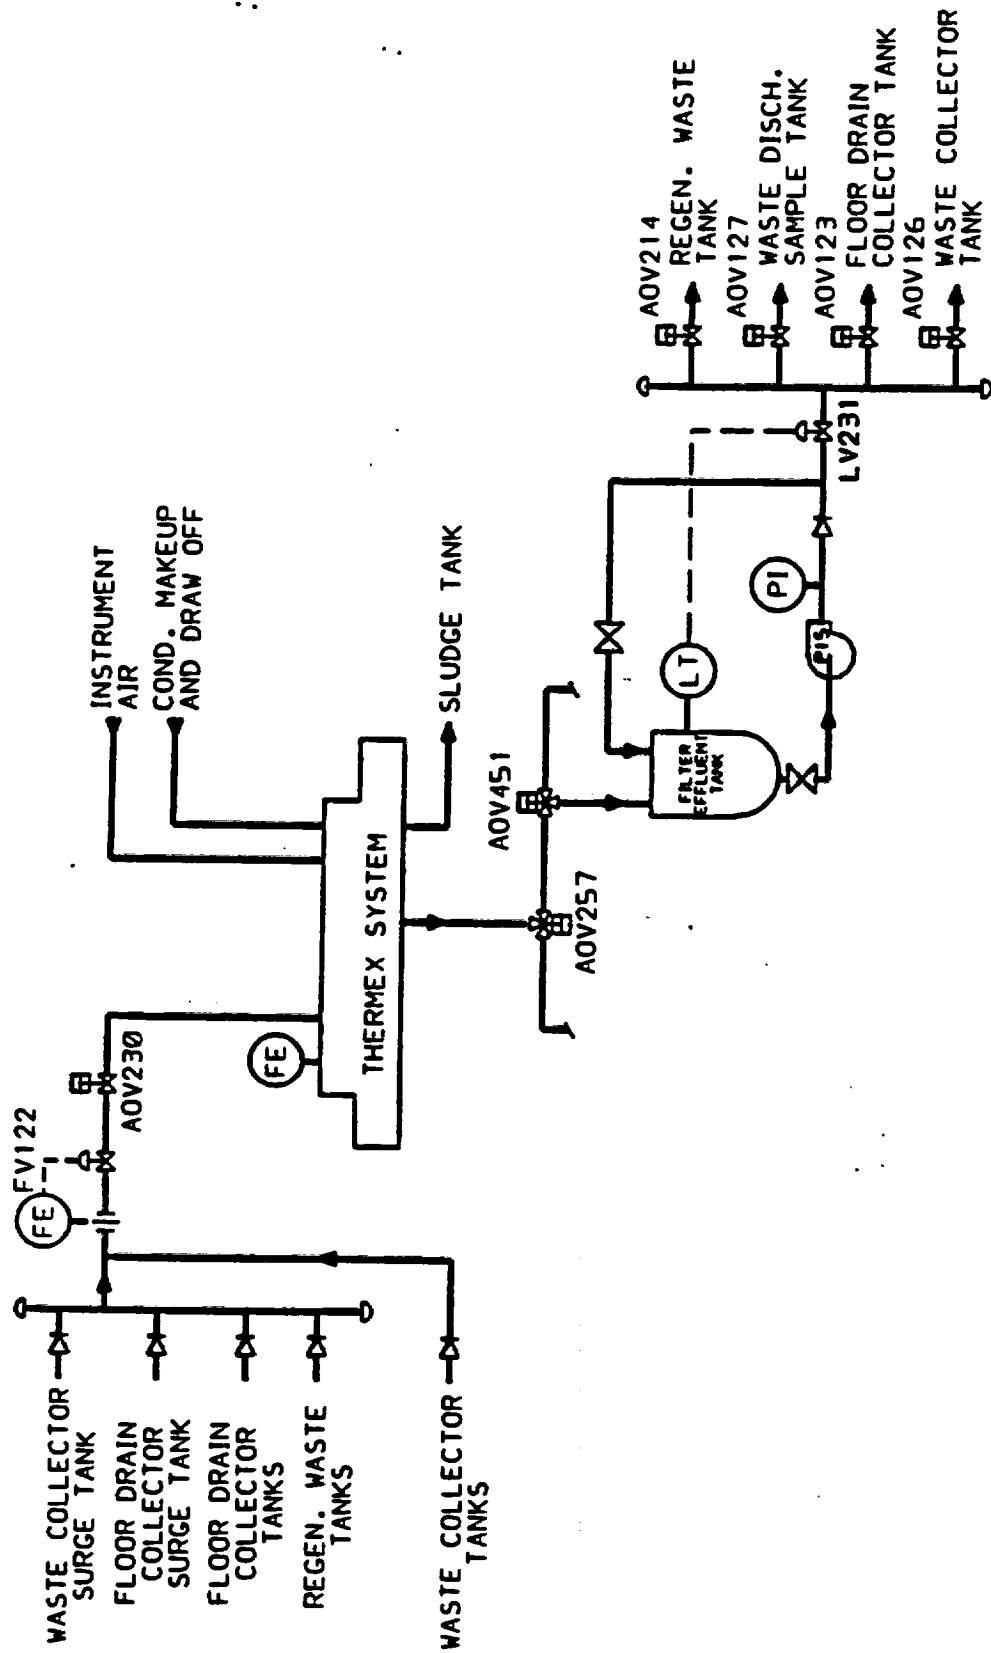 WASTE COLLECTOR
SURGE TANK
FLOOR DRAIN
COLLECTOR
SURGE TANK
FLOOR DRAIN
COLLECTOR
TANKS
REGEN. WASTE
TANKS
WASTE COLLECTOR
TANKS
FE
FV122
AOV230
FE
THERMEX SYSTEM
INSTRUMENT
AIR
COND. MAKEUP
AND DRAW OFF
SLUDGE TANK
AOV257
AOV451
FILTER
EFFLUENT
TANK
LT
P15
PI
LV231
AOV214
REGEN. WASTE
TANK
AOV127
WASTE DISCH.
SAMPLE TANK
AOV123
FLOOR DRAIN
COLLECTOR TANK
AOV126
WASTE COLLECTOR
TANK